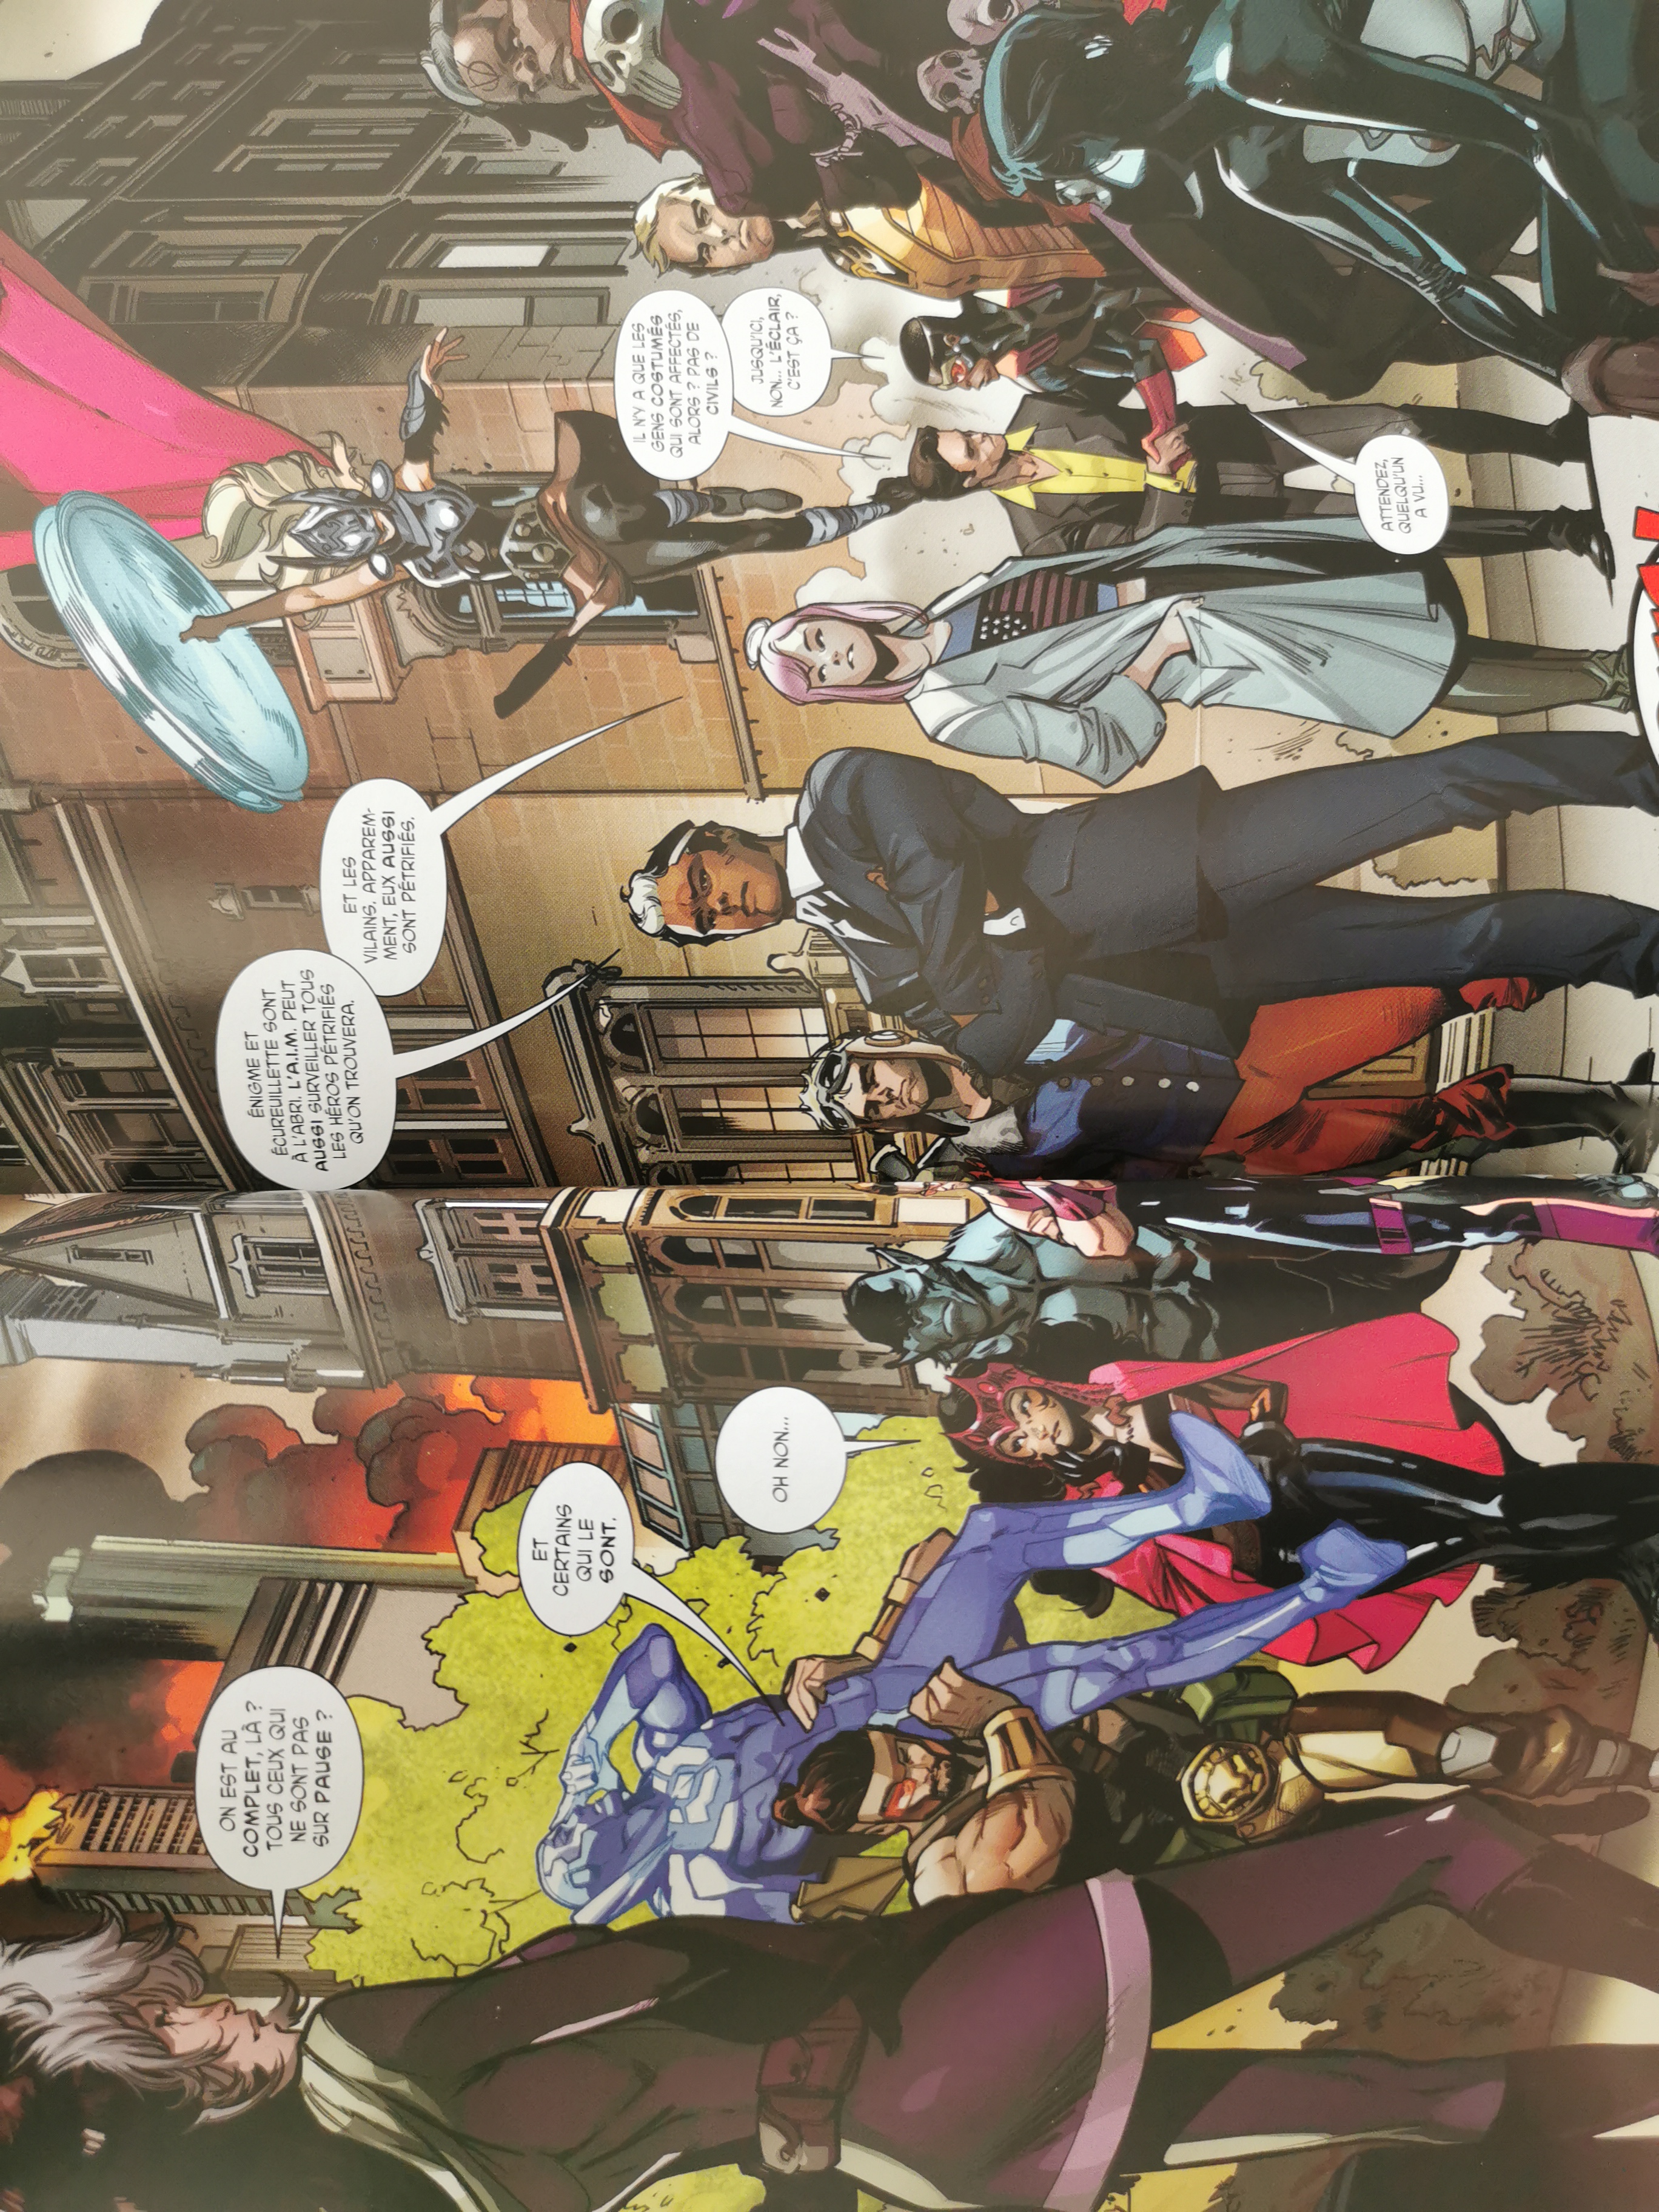 ON EST AU
COMPLET, LÀ ?
TOUS CEUX QUI
NE SONT PAS
SUR PAUSE ?
ET
CERTAINS
QUI LE
SONT.
OH NON...
ÉNIGME ET
ÉCUREUILLETTE SONT
À L'ABRI. L'A.I.M. PEUT
AUSSI SURVEILLER TOUS
LES HÉROS PÉTRIFIÉS
QU'ON TROUVERA.
ET LES
VILAINS. APPAREM-
MENT, EUX AUSSI
SONT PÉTRIFIÉS.
IL N'Y A QUE LES
GENS COSTUMÉS
QUI SONT AFFECTÉS,
ALORS ? PAS DE
CIVILS ?
JUSQU'ICI,
NON... L'ÉCLAIR,
C'EST ÇA ?
ATTENDEZ,
QUELQU'UN
A VU...